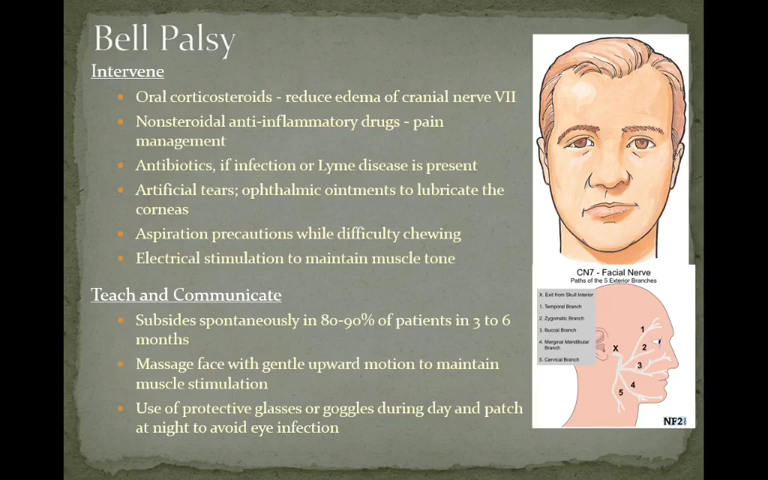 Bell Palsy
Intervene
Oral corticosteroids - reduce edema of cranial nerve VII
Nonsteroidal anti-inflammatory drugs - pain
management
Antibiotics, if infection or Lyme disease is present
Artificial tears; ophthalmic ointments to lubricate the
corneas
Aspiration precautions while difficulty chewing
Electrical stimulation to maintain muscle tone
Teach and Communicate
Subsides spontaneously in 80-90% of patients in 3 to 6
months
Massage face with gentle upward motion to maintain
muscle stimulation
Use of protective glasses or goggles during day and patch
at night to avoid eye infection
CN7 - Facial Nerve
Paths of the 5 Exterior Branches
X. Exit from Skull Interior
1. Temporal Branch
2. Zygomatic Branch
3. Buccal Branch
4. Marginal Mandibular
Branch
5. Cervical Branch
1
X
2
3
4
5
NF2